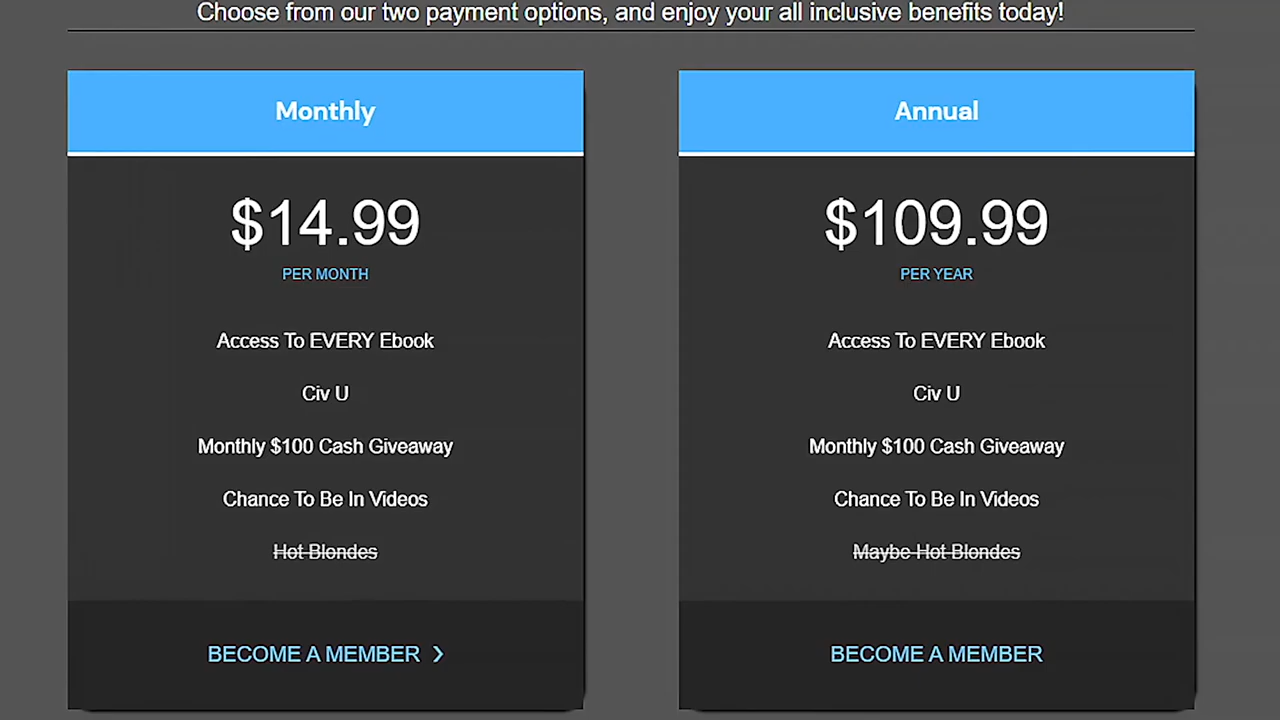 Choose from our two payment options, and enjoy your all inclusive benefits today!
Monthly
$14.99
PER MONTH
Access To EVERY Ebook
Civ U
Monthly $100 Cash Giveaway
Chance To Be In Videos
Hot Blondes
BECOME A MEMBER >
Annual
$109.99
PER YEAR
Access To EVERY Ebook
Civ U
Monthly $100 Cash Giveaway
Chance To Be In Videos
Maybe Hot Blondes
BECOME A MEMBER